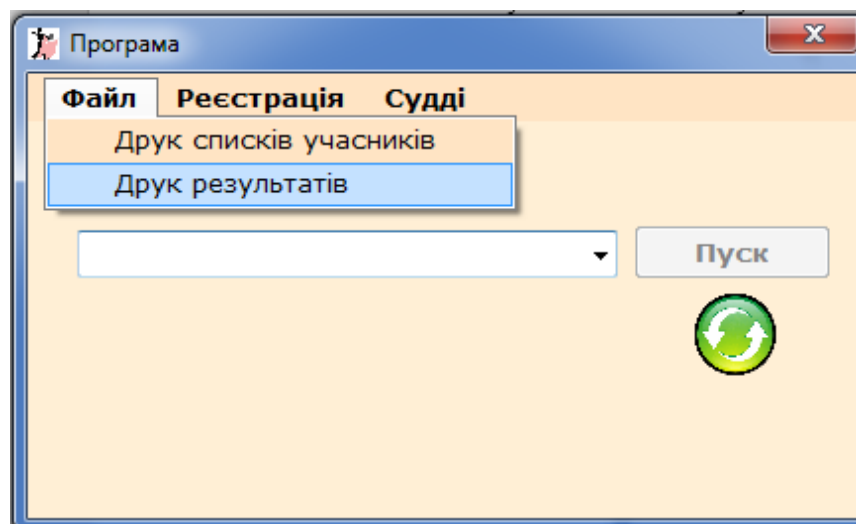 Програма
Файл Реєстрація Судді
Друк списків учасників
Друк результатів
Пуск